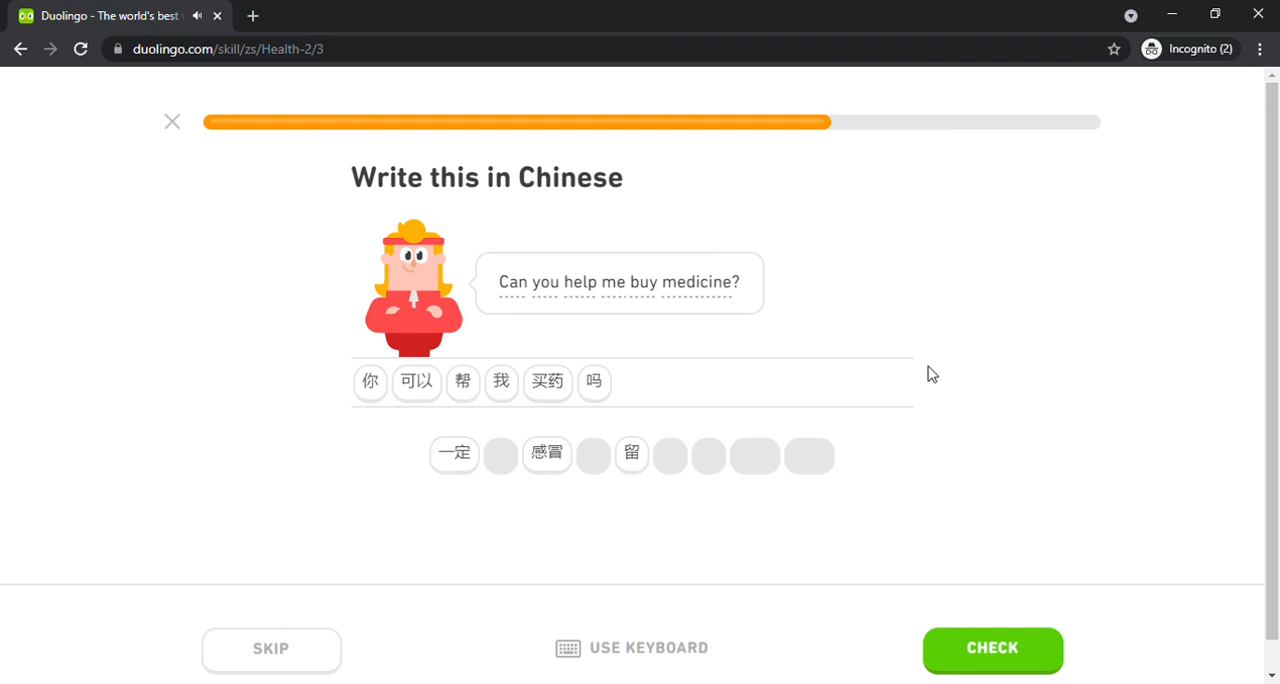 Duolingo - The world's best
duolingo.com/skill/zs/Health-2/3
Incognito (2)
Write this in Chinese
Can you help me buy medicine?
你 可以 帮 我 买药 吗
一定 感冒 留
SKIP
USE KEYBOARD
CHECK